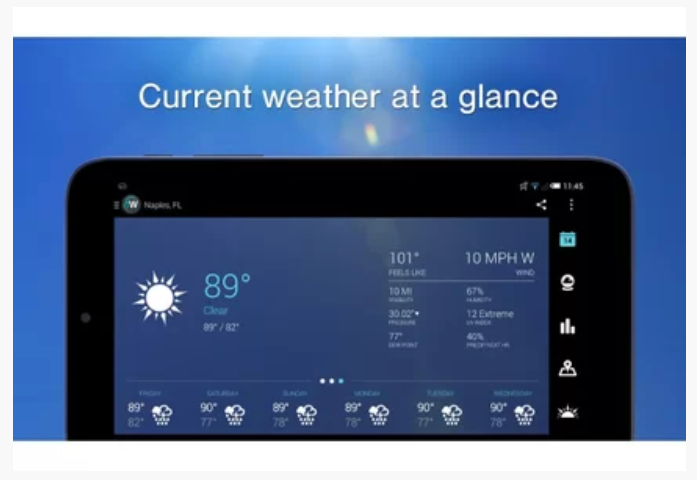 Current weather at a glance
11:45
W Naples, FL
14
101° 10 MPH W
FEELS LIKE WIND
89°
Clear
89° / 82°
10 MI 67%
VISIBILITY HUMIDITY
30.02" 12 Extreme
PRESSURE UV INDEX
77° 40%
DEW POINT PRECIP NEXT HR
FRIDAY SATURDAY SUNDAY MONDAY TUESDAY WEDNESDAY
89° 90° 89° 89° 90° 90°
82° 77° 78° 78° 77° 78°